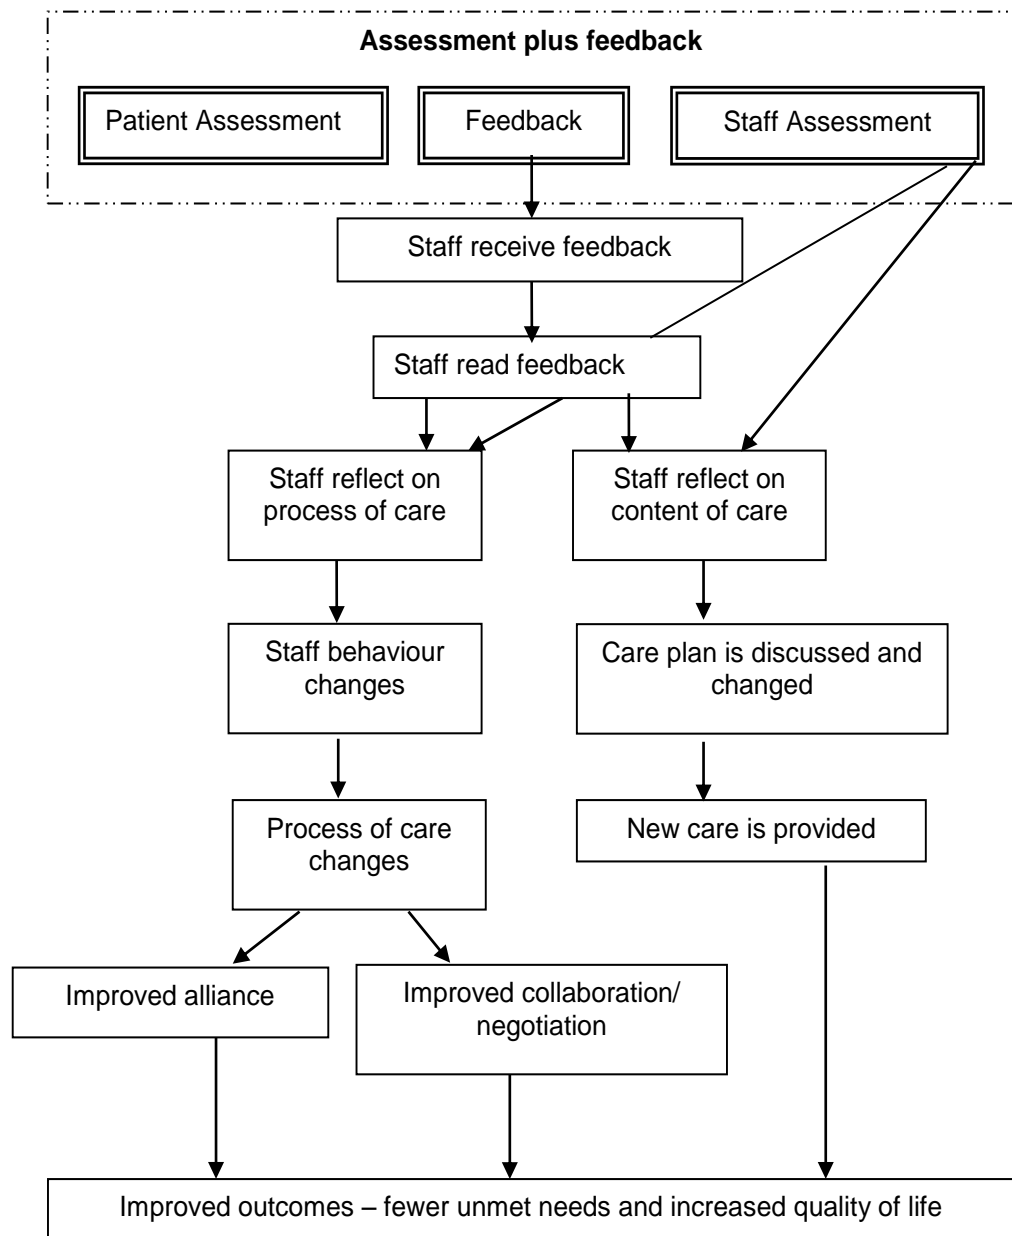 Assessment plus feedback
Patient Assessment
Feedback
Staff Assessment
Staff receive feedback
Staff read feedback
Staff reflect on
process of care
Staff reflect on
content of care
Staff behaviour
changes
Care plan is discussed and
changed
Process of care
changes
New care is provided
Improved alliance
Improved collaboration/
negotiation
Improved outcomes – fewer unmet needs and increased quality of life